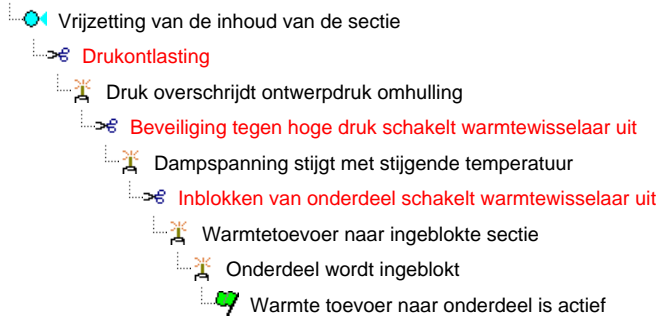 Vrijzetting van de inhoud van de sectie
Drukontlasting
Druk overschrijdt ontwerpdruk omhulling
Beveiliging tegen hoge druk schakelt warmtewisselaar uit
Dampspanning stijgt met stijgende temperatuur
Inblokken van onderdeel schakelt warmtewisselaar uit
Warmtetoevoer naar ingeblokte sectie
Onderdeel wordt ingeblokt
Warmte toevoer naar onderdeel is actief